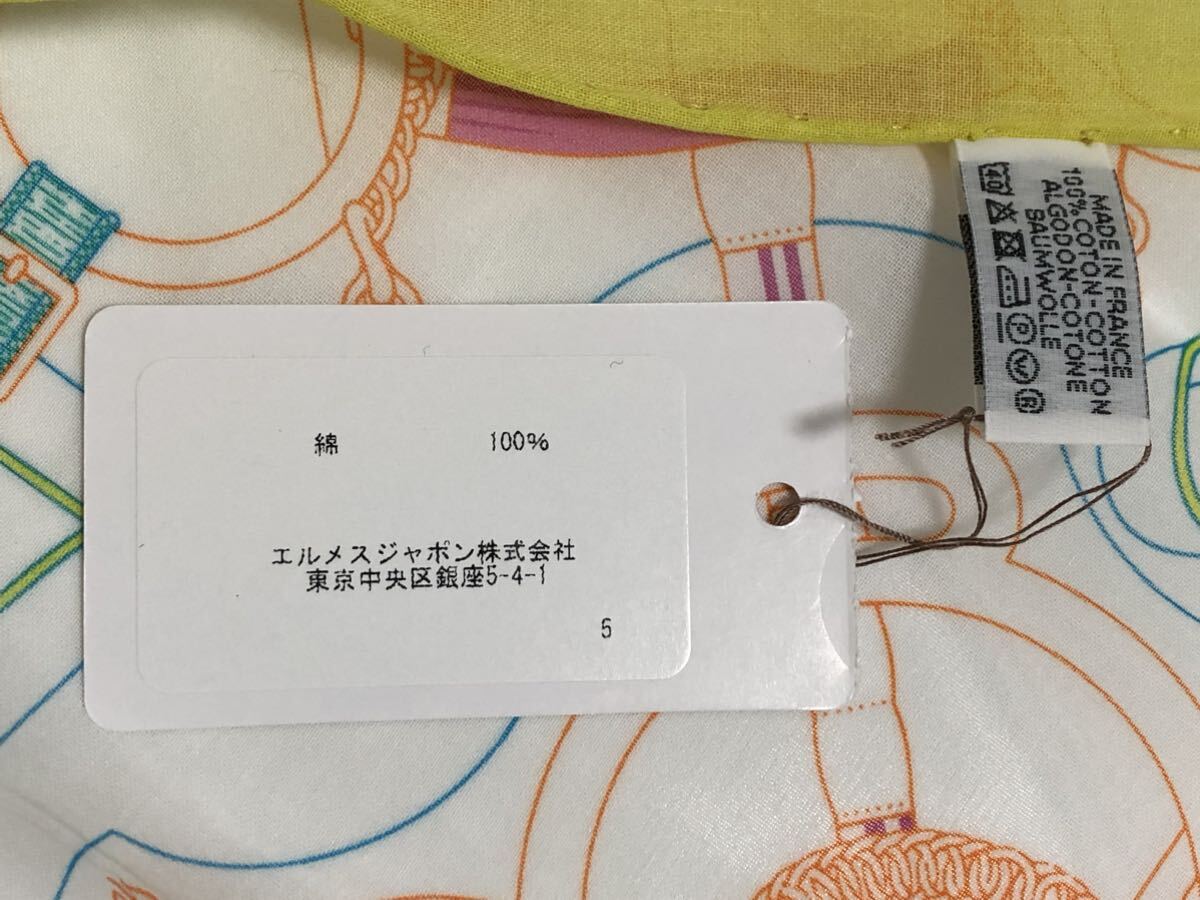 綿 100%
エルメスジャポン株式会社
東京中央区銀座5-4-1
5
MADE IN FRANCE
100% COTON-COTTON
ALGODON-COTONE
BAUMWOLLE
40 P V R